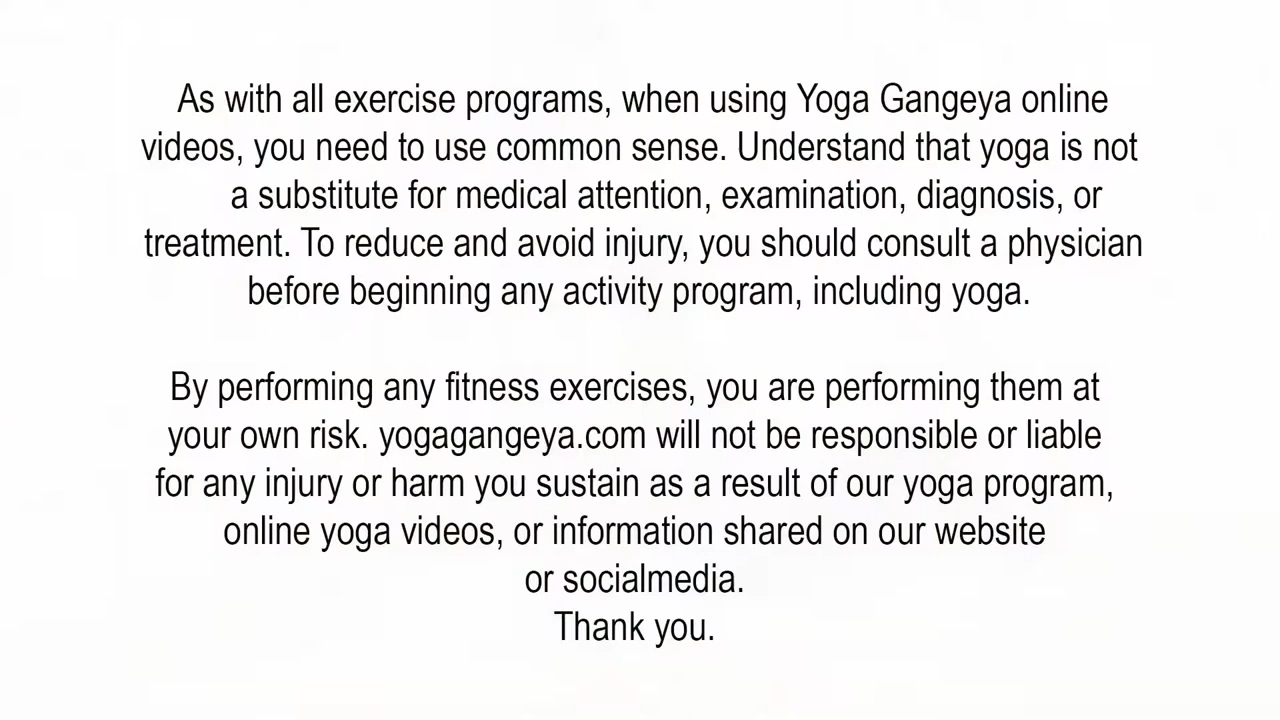 As with all exercise programs, when using Yoga Gangeya online
videos, you need to use common sense. Understand that yoga is not
a substitute for medical attention, examination, diagnosis, or
treatment. To reduce and avoid injury, you should consult a physician
before beginning any activity program, including yoga.
By performing any fitness exercises, you are performing them at
your own risk. yogagangeya.com will not be responsible or liable
for any injury or harm you sustain as a result of our yoga program,
online yoga videos, or information shared on our website
or socialmedia.
Thank you.